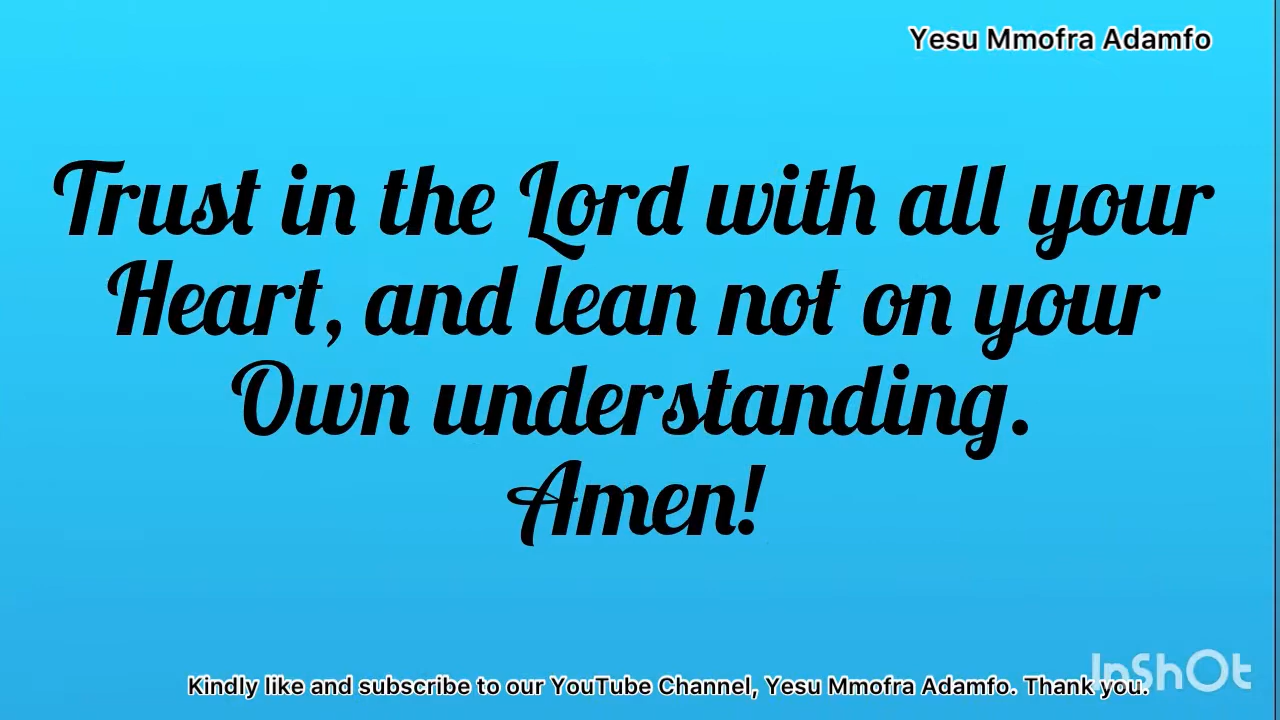 Yesu Mmofra Adamfo
Trust in the Lord with all your
Heart, and lean not on your
Own understanding.
Amen!
InShOt
Kindly like and subscribe to our YouTube Channel, Yesu Mmofra Adamfo. Thank you.